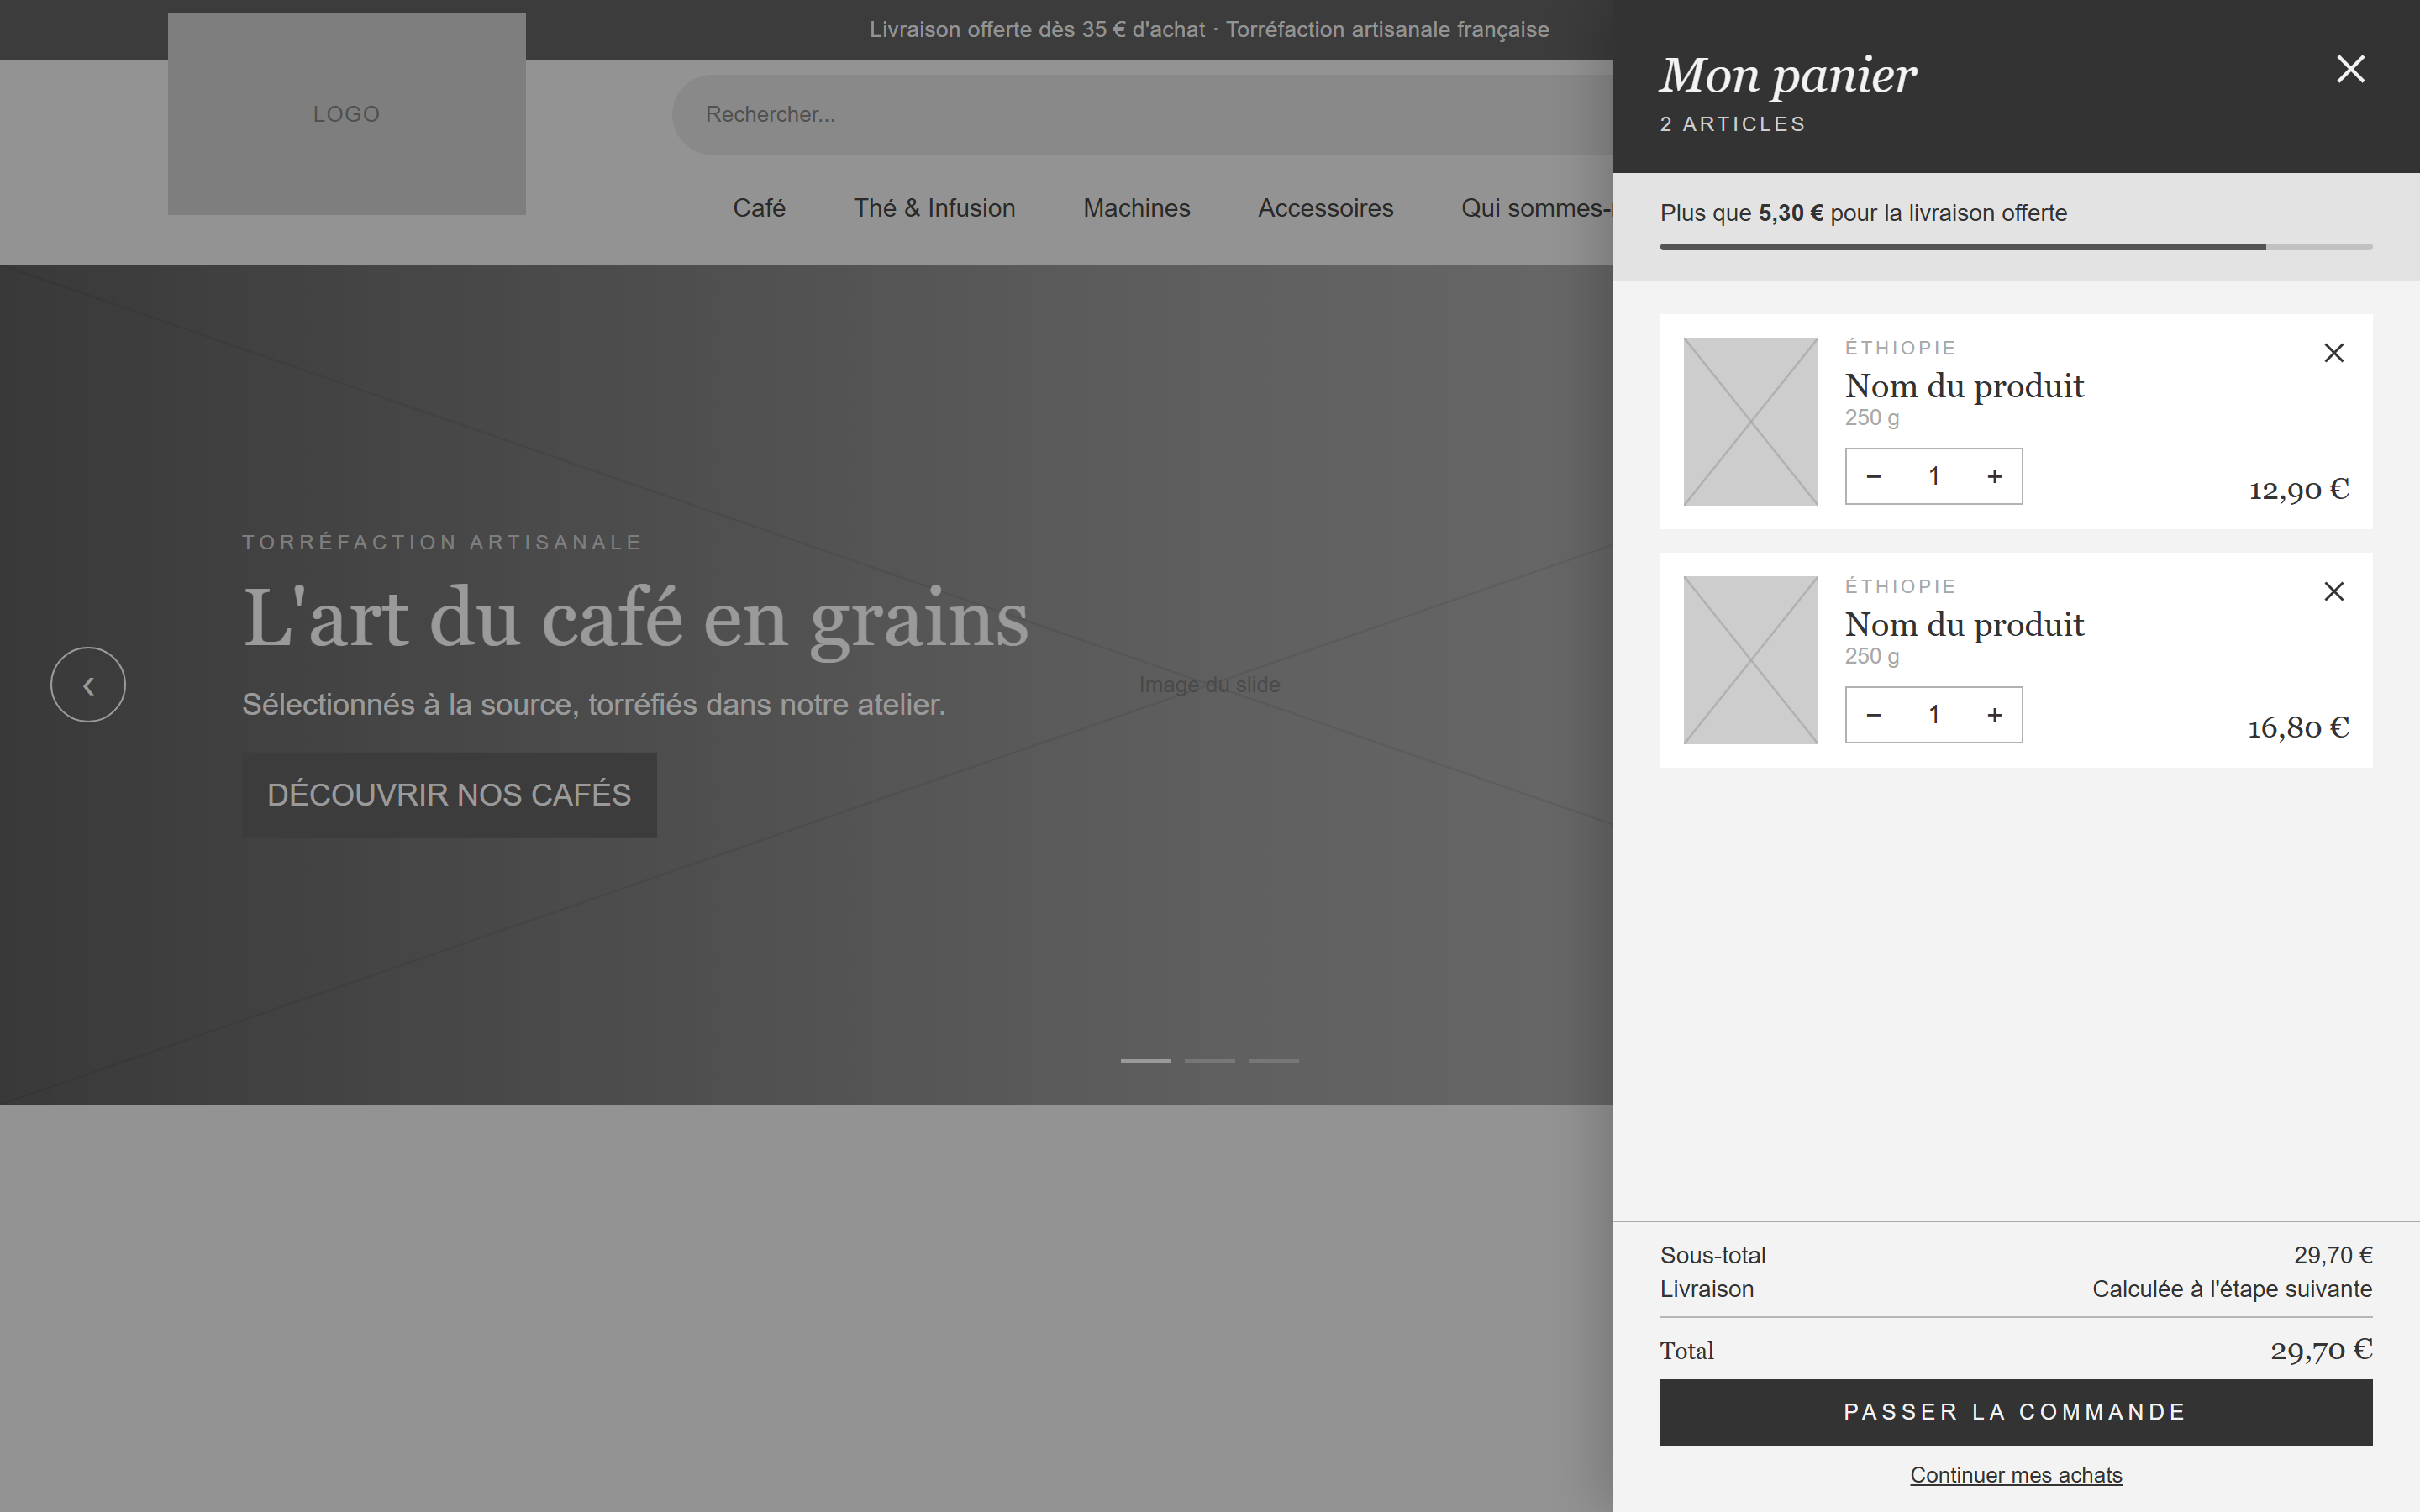 Livraison offerte dès 35 € d'achat · Torréfaction artisanale française
LOGO
Rechercher...
Café
Thé & Infusion
Machines
Accessoires
Qui sommes-
TORRÉFACTION ARTISANALE
L'art du café en grains
Sélectionnés à la source, torréfiés dans notre atelier.
DÉCOUVRIR NOS CAFÉS
‹
Image du slide
Mon panier
2 ARTICLES
Plus que 5,30 € pour la livraison offerte
ÉTHIOPIE
Nom du produit
250 g
− 1 +
12,90 €
ÉTHIOPIE
Nom du produit
250 g
− 1 +
16,80 €
Sous-total 29,70 €
Livraison Calculée à l'étape suivante
Total 29,70 €
PASSER LA COMMANDE
Continuer mes achats